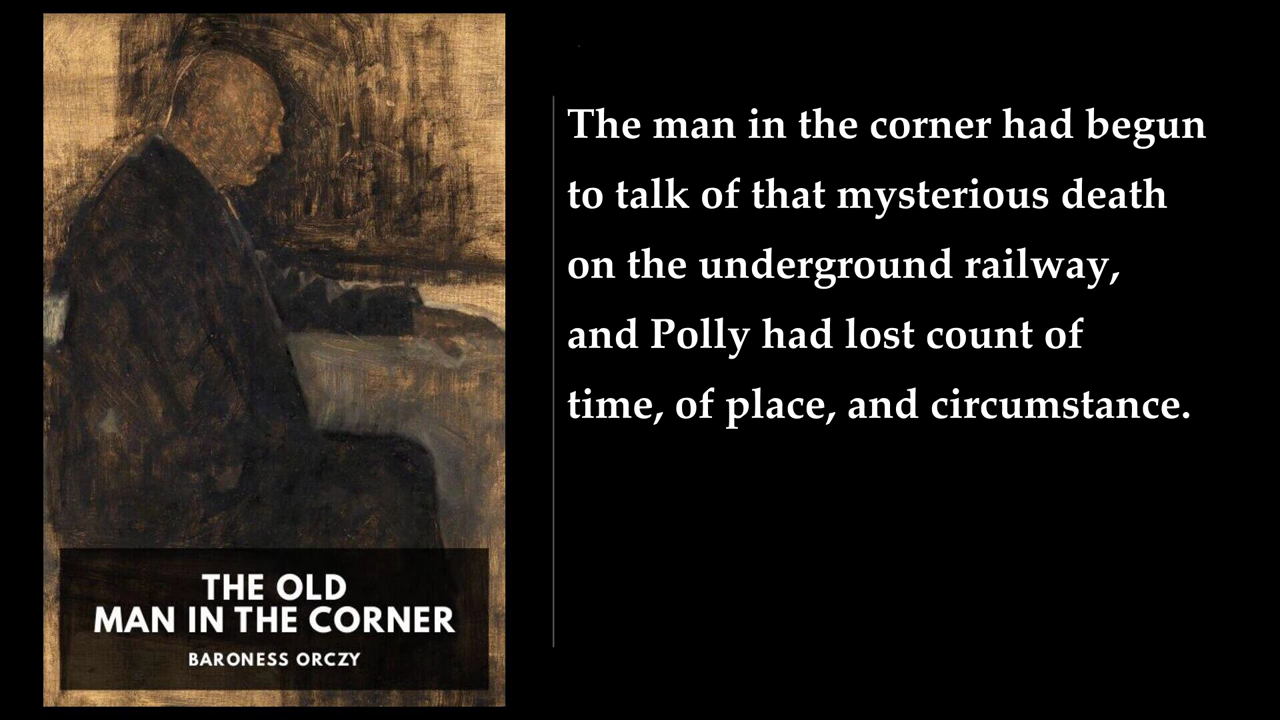 THE OLD
MAN IN THE CORNER
BARONESS ORCZY
The man in the corner had begun
to talk of that mysterious death
on the underground railway,
and Polly had lost count of
time, of place, and circumstance.